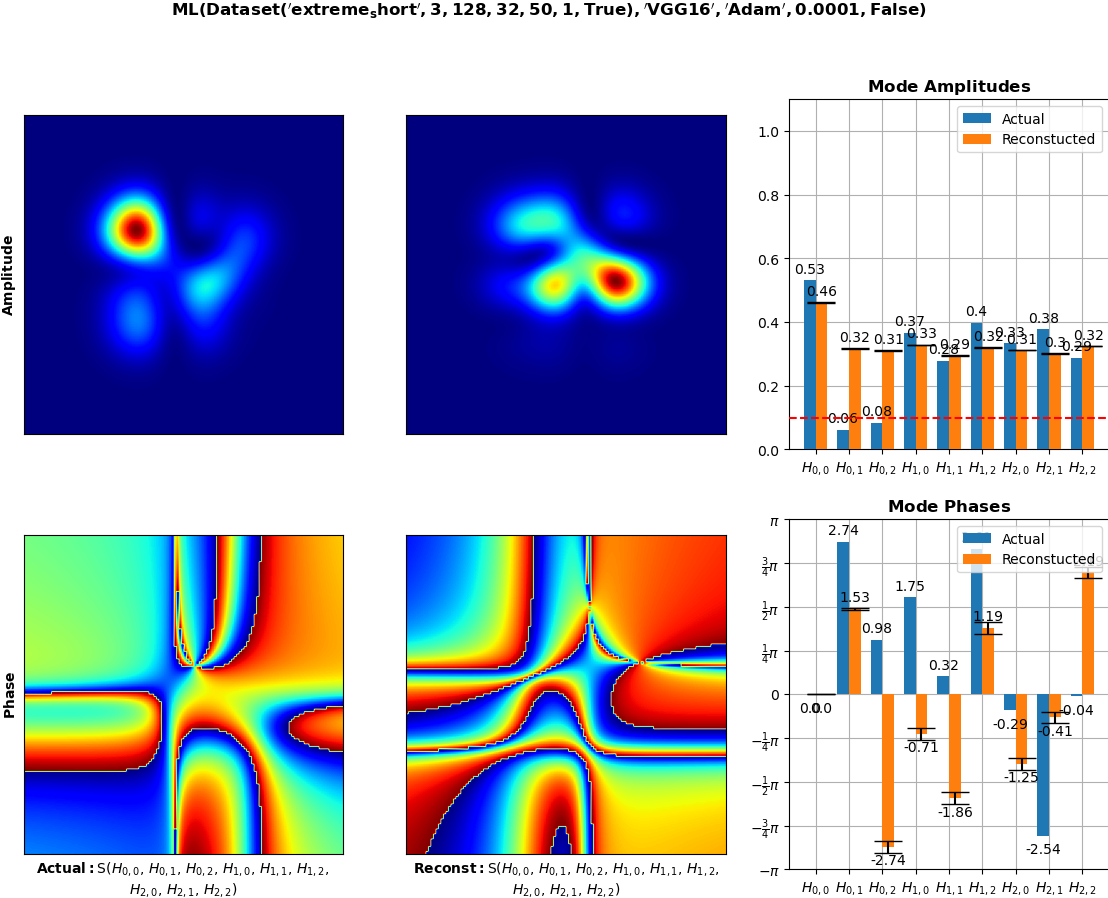 ML(Dataset('extreme_short', 3, 128, 32, 50, 1, True), 'VGG16', 'Adam', 0.0001, False)
Amplitude
Mode Amplitudes
Actual
Reconstucted
1.0
0.8
0.6
0.4
0.2
0.0
0.53
0.46
0.06
0.32
0.08
0.31
0.37
0.33
0.28
0.29
0.4
0.32
0.33
0.31
0.38
0.3
0.29
0.32
H0,0 H0,1 H0,2 H1,0 H1,1 H1,2 H2,0 H2,1 H2,2
Phase
Mode Phases
Actual
Reconstucted
π
3/4π
1/2π
1/4π
0
−1/4π
−1/2π
−3/4π
−π
0.0
0.0
2.74
1.53
0.98
-2.74
1.75
-0.71
0.32
-1.86
1.19
-0.29
-1.25
-2.54
-0.41
-0.04
H0,0 H0,1 H0,2 H1,0 H1,1 H1,2 H2,0 H2,1 H2,2
Actual: S(H0,0, H0,1, H0,2, H1,0, H1,1, H1,2,
H2,0, H2,1, H2,2)
Reconst: S(H0,0, H0,1, H0,2, H1,0, H1,1, H1,2,
H2,0, H2,1, H2,2)